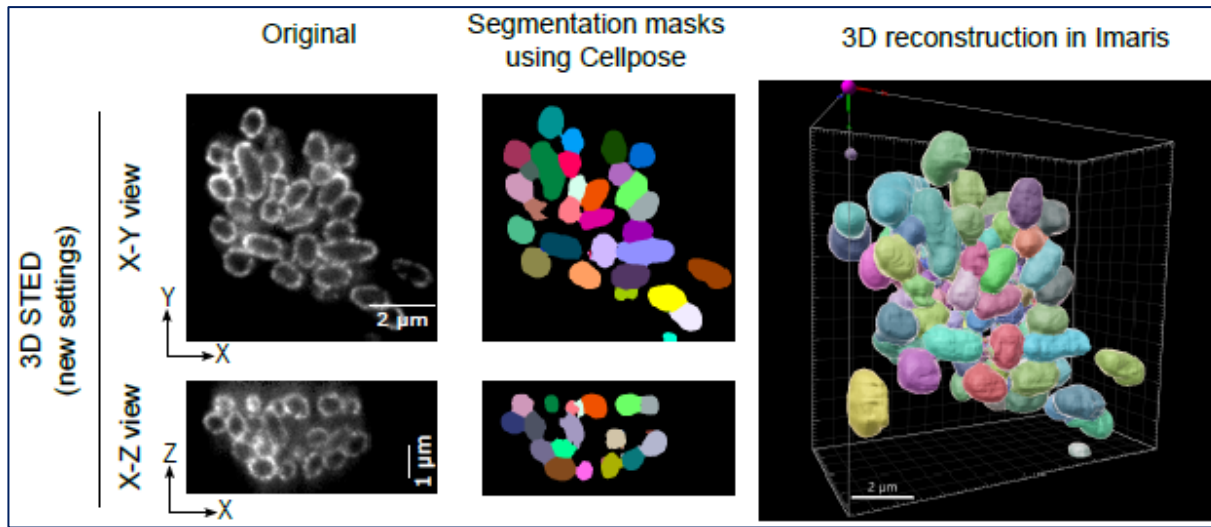 Original
Segmentation masks
using Cellpose
3D reconstruction in Imaris
3D STED
(new settings)
X-Y view
Y
X
2 μm
X-Z view
Z
X
1 μm
2 μm